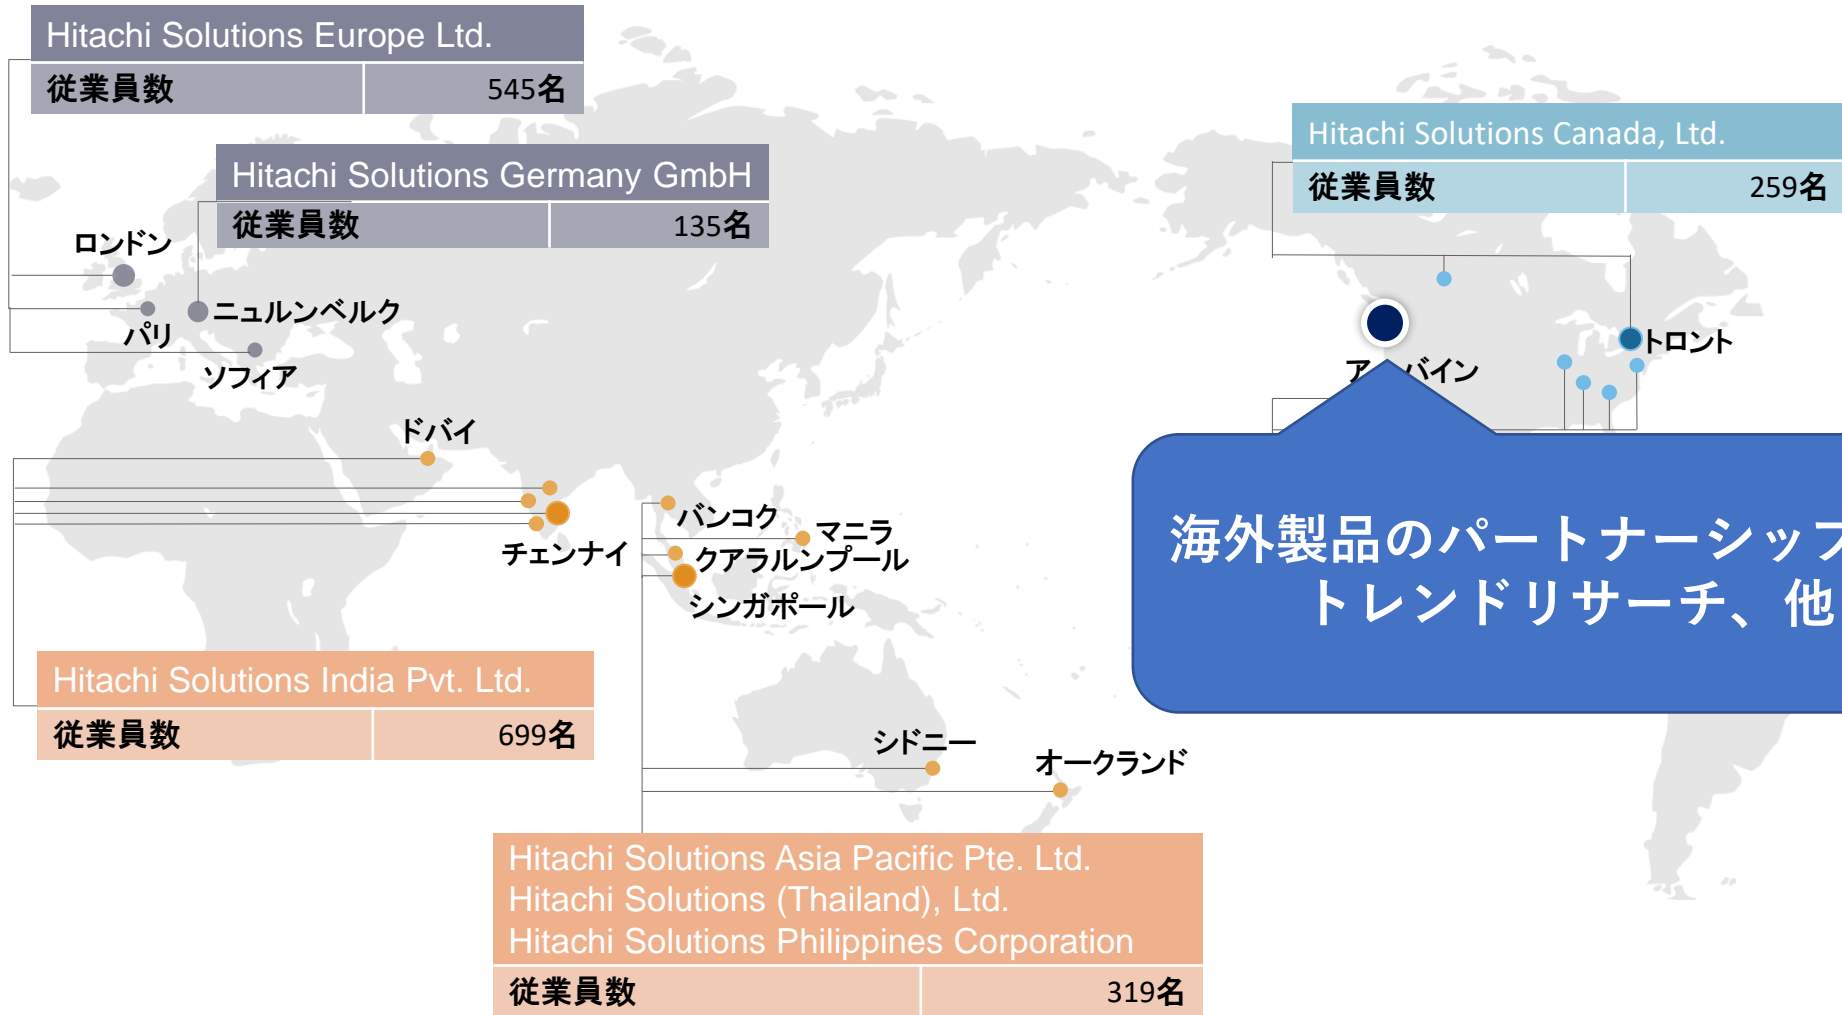 Hitachi Solutions Europe Ltd.
従業員数 545名
Hitachi Solutions Germany GmbH
従業員数 135名
Hitachi Solutions Canada, Ltd.
従業員数 259名
ロンドン
パリ
ニュルンベルク
ソフィア
トロント
ドバイ
チェンナイ
バンコク
マニラ
クアラルンプール
シンガポール
海外製品のパートナーシップ
トレンドリサーチ、他
Hitachi Solutions India Pvt. Ltd.
従業員数 699名
シドニー
オークランド
Hitachi Solutions Asia Pacific Pte. Ltd.
Hitachi Solutions (Thailand), Ltd.
Hitachi Solutions Philippines Corporation
従業員数 319名